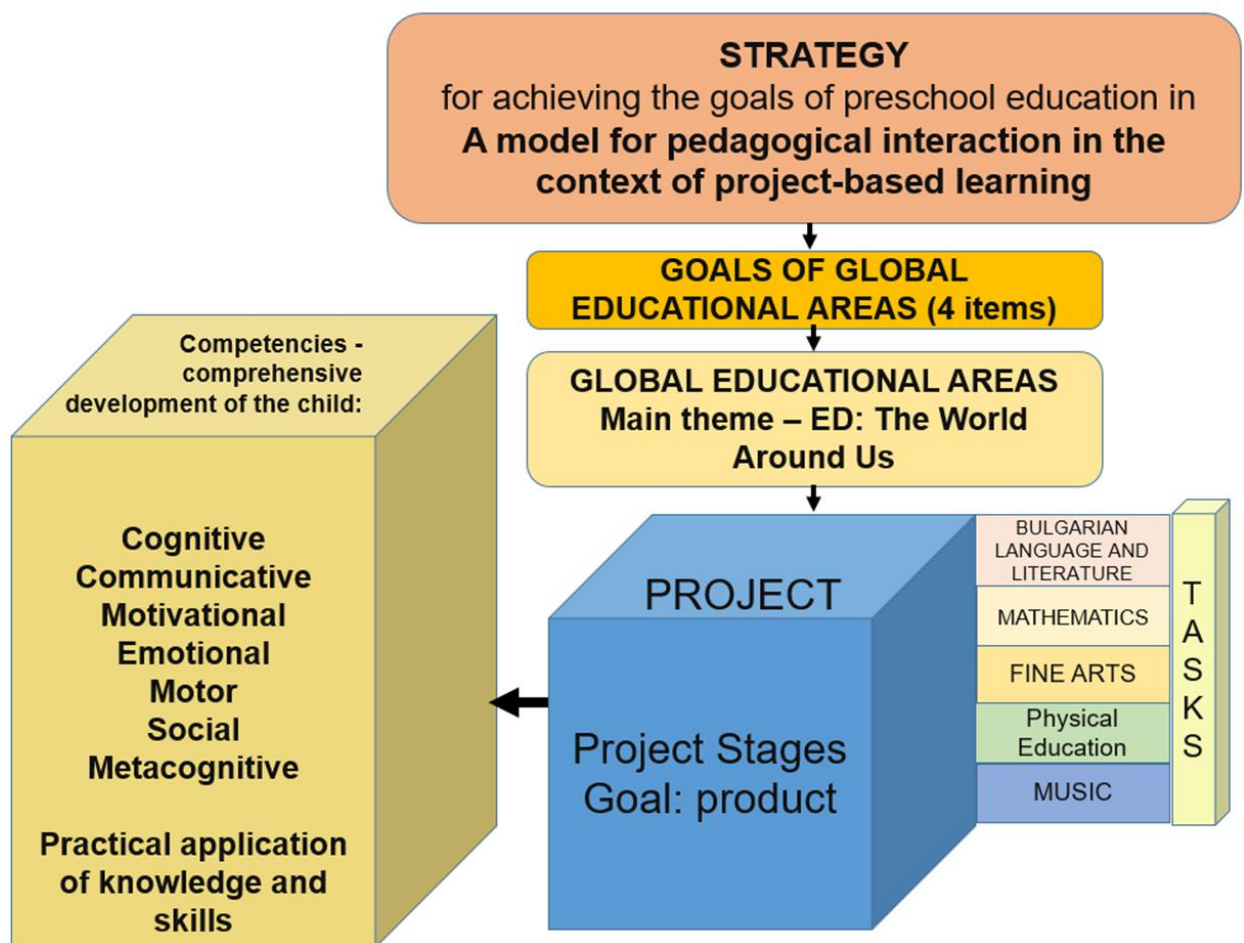 STRATEGY
for achieving the goals of preschool education in
A model for pedagogical interaction in the
context of project-based learning
GOALS OF GLOBAL
EDUCATIONAL AREAS (4 items)
GLOBAL EDUCATIONAL AREAS
Main theme – ED: The World
Around Us
Competencies -
comprehensive
development of the child:
Cognitive
Communicative
Motivational
Emotional
Motor
Social
Metacognitive
Practical application
of knowledge and
skills
PROJECT
Project Stages
Goal: product
BULGARIAN
LANGUAGE AND
LITERATURE
MATHEMATICS
FINE ARTS
Physical
Education
MUSIC
T
A
S
K
S